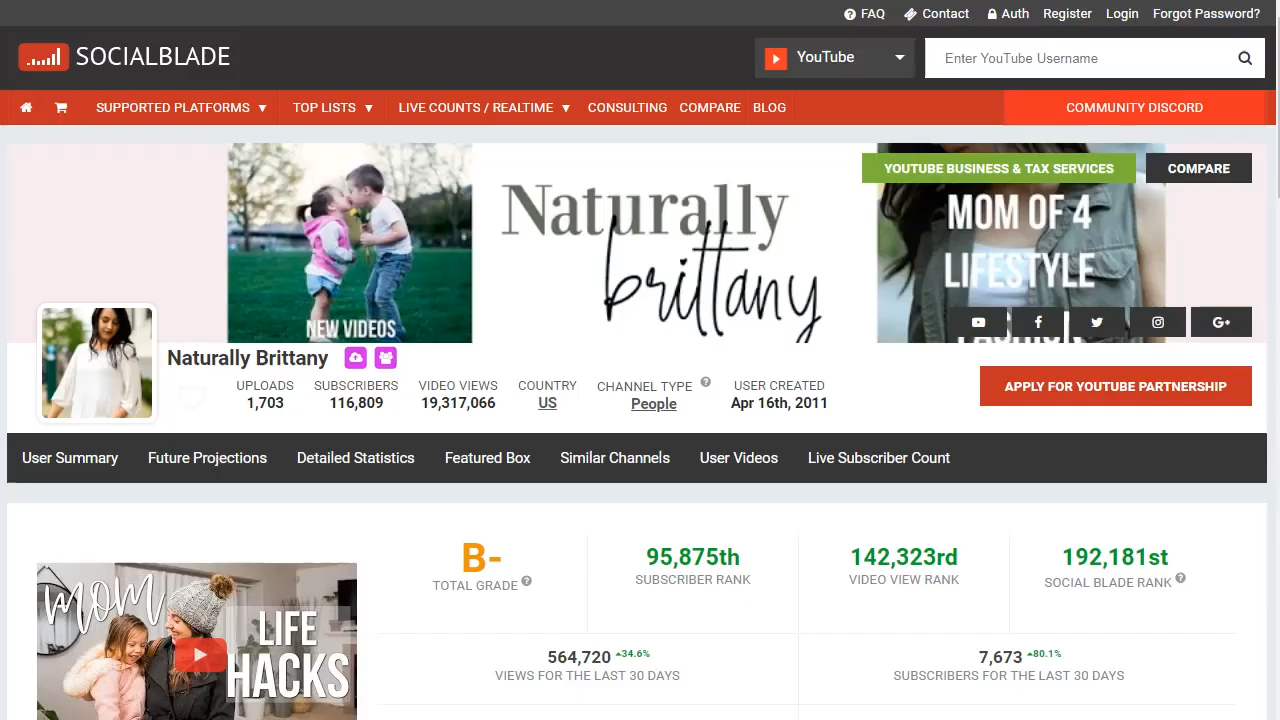 FAQ Contact Auth Register Login Forgot Password?
SOCIALBLADE
YouTube
Enter YouTube Username
SUPPORTED PLATFORMS ▼ TOP LISTS ▼ LIVE COUNTS / REALTIME ▼ CONSULTING COMPARE BLOG
COMMUNITY DISCORD
YOUTUBE BUSINESS & TAX SERVICES
COMPARE
Naturally
brittany
MOM OF 4
LIFESTYLE
FASHION
NEW VIDEOS
Naturally Brittany
UPLOADS SUBSCRIBERS VIDEO VIEWS COUNTRY CHANNEL TYPE USER CREATED
1,703 116,809 19,317,066 US People Apr 16th, 2011
APPLY FOR YOUTUBE PARTNERSHIP
User Summary Future Projections Detailed Statistics Featured Box Similar Channels User Videos Live Subscriber Count
mom
LIFE
HACKS
B- 95,875th 142,323rd 192,181st
TOTAL GRADE SUBSCRIBER RANK VIDEO VIEW RANK SOCIAL BLADE RANK
564,720 34.6% 7,673 80.1%
VIEWS FOR THE LAST 30 DAYS SUBSCRIBERS FOR THE LAST 30 DAYS